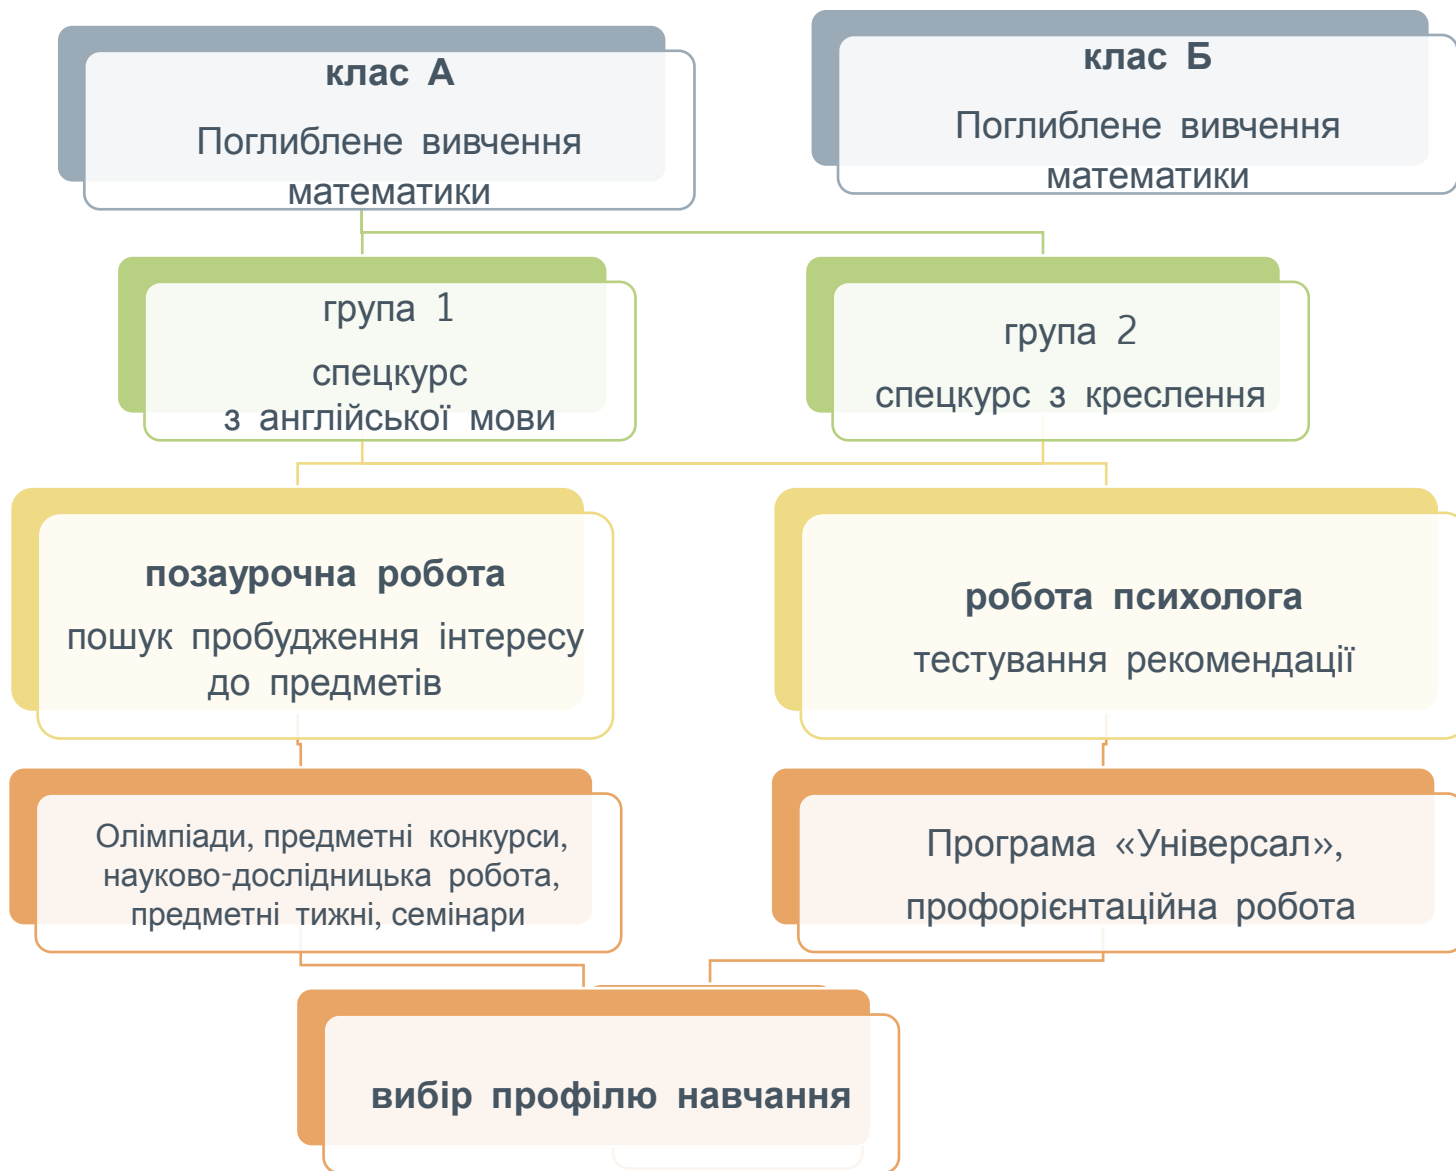 клас А
Поглиблене вивчення
математики
клас Б
Поглиблене вивчення
математики
група 1
спецкурс
з англійської мови
група 2
спецкурс з креслення
позаурочна робота
пошук пробудження інтересу
до предметів
робота психолога
тестування рекомендації
Олімпіади, предметні конкурси,
науково-дослідницька робота,
предметні тижні, семінари
Програма «Універсал»,
профорієнтаційна робота
вибір профілю навчання